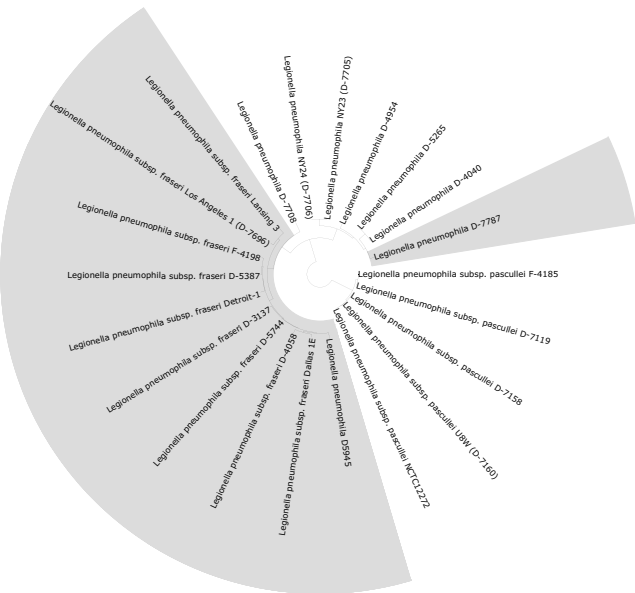 Legionella pneumophila subsp. fraseri Lansing 3
Legionella pneumophila D-7708
Legionella pneumophila NY24 (D-7706)
Legionella pneumophila NY23 (D-7705)
Legionella pneumophila D-4954
Legionella pneumophila D-5265
Legionella pneumophila D-4040
Legionella pneumophila D-7787
Legionella pneumophila subsp. pascullei F-4185
Legionella pneumophila subsp. pascullei D-7119
Legionella pneumophila subsp. pascullei D-7158
Legionella pneumophila subsp. pascullei U8W (D-7160)
Legionella pneumophila subsp. pascullei NCTC12272
Legionella pneumophila D5945
Legionella pneumophila subsp. fraseri Dallas 1E
Legionella pneumophila subsp. fraseri D-4058
Legionella pneumophila subsp. fraseri D-5744
Legionella pneumophila subsp. fraseri D-3137
Legionella pneumophila subsp. fraseri Detroit-1
Legionella pneumophila subsp. fraseri D-5387
Legionella pneumophila subsp. fraseri F-4198
Legionella pneumophila subsp. fraseri Los Angeles 1 (D-7696)